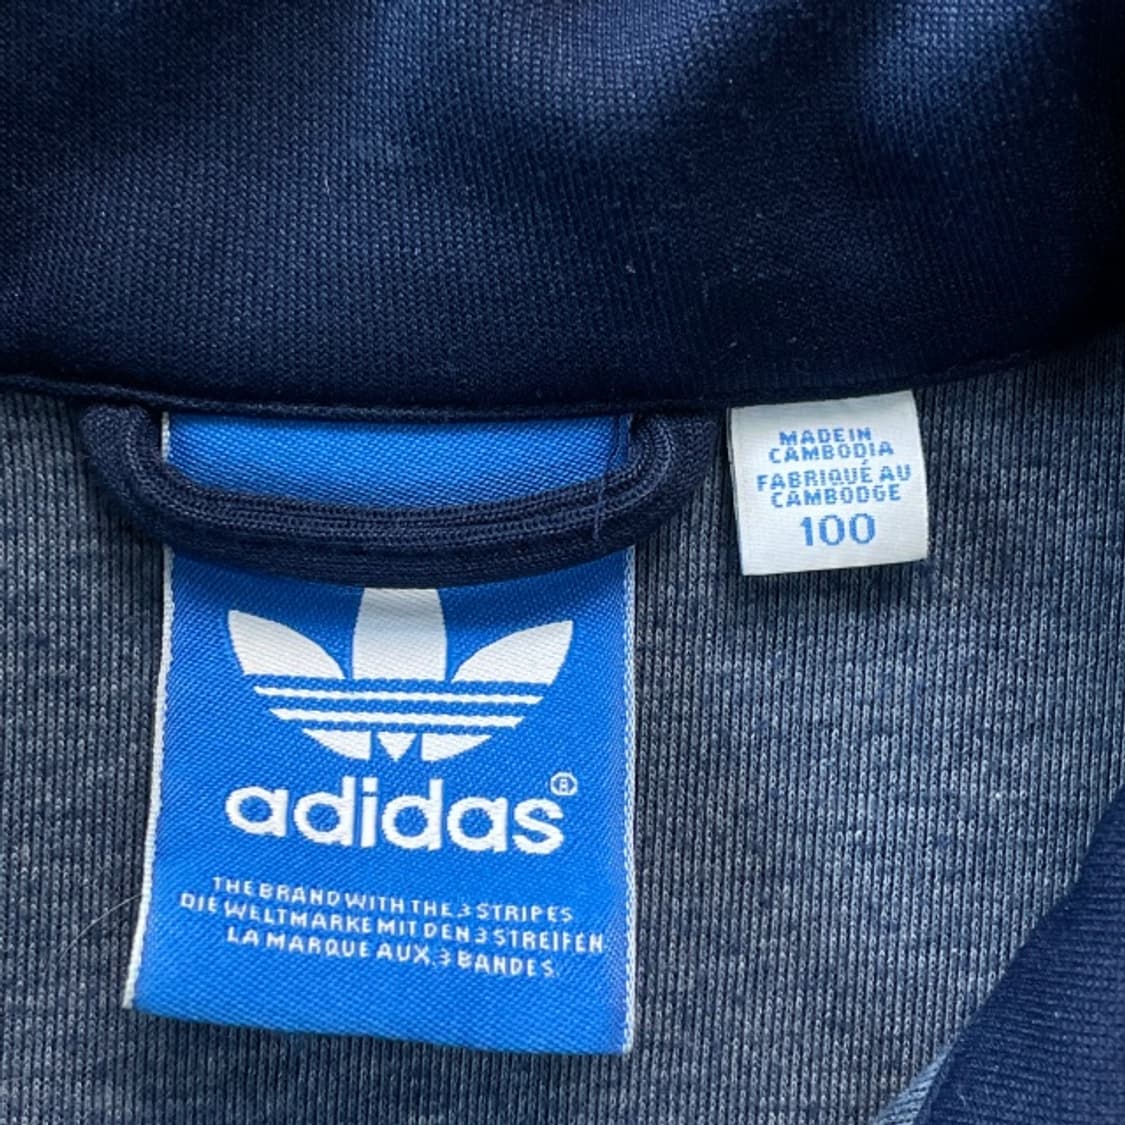 MADE IN
CAMBODIA
FABRIQUÉ AU
CAMBODGE
100
adidas®
THE BRAND WITH THE 3 STRIPES
DIE WELTMARKE MIT DEN 3 STREIFEN
LA MARQUE AUX 3 BANDES